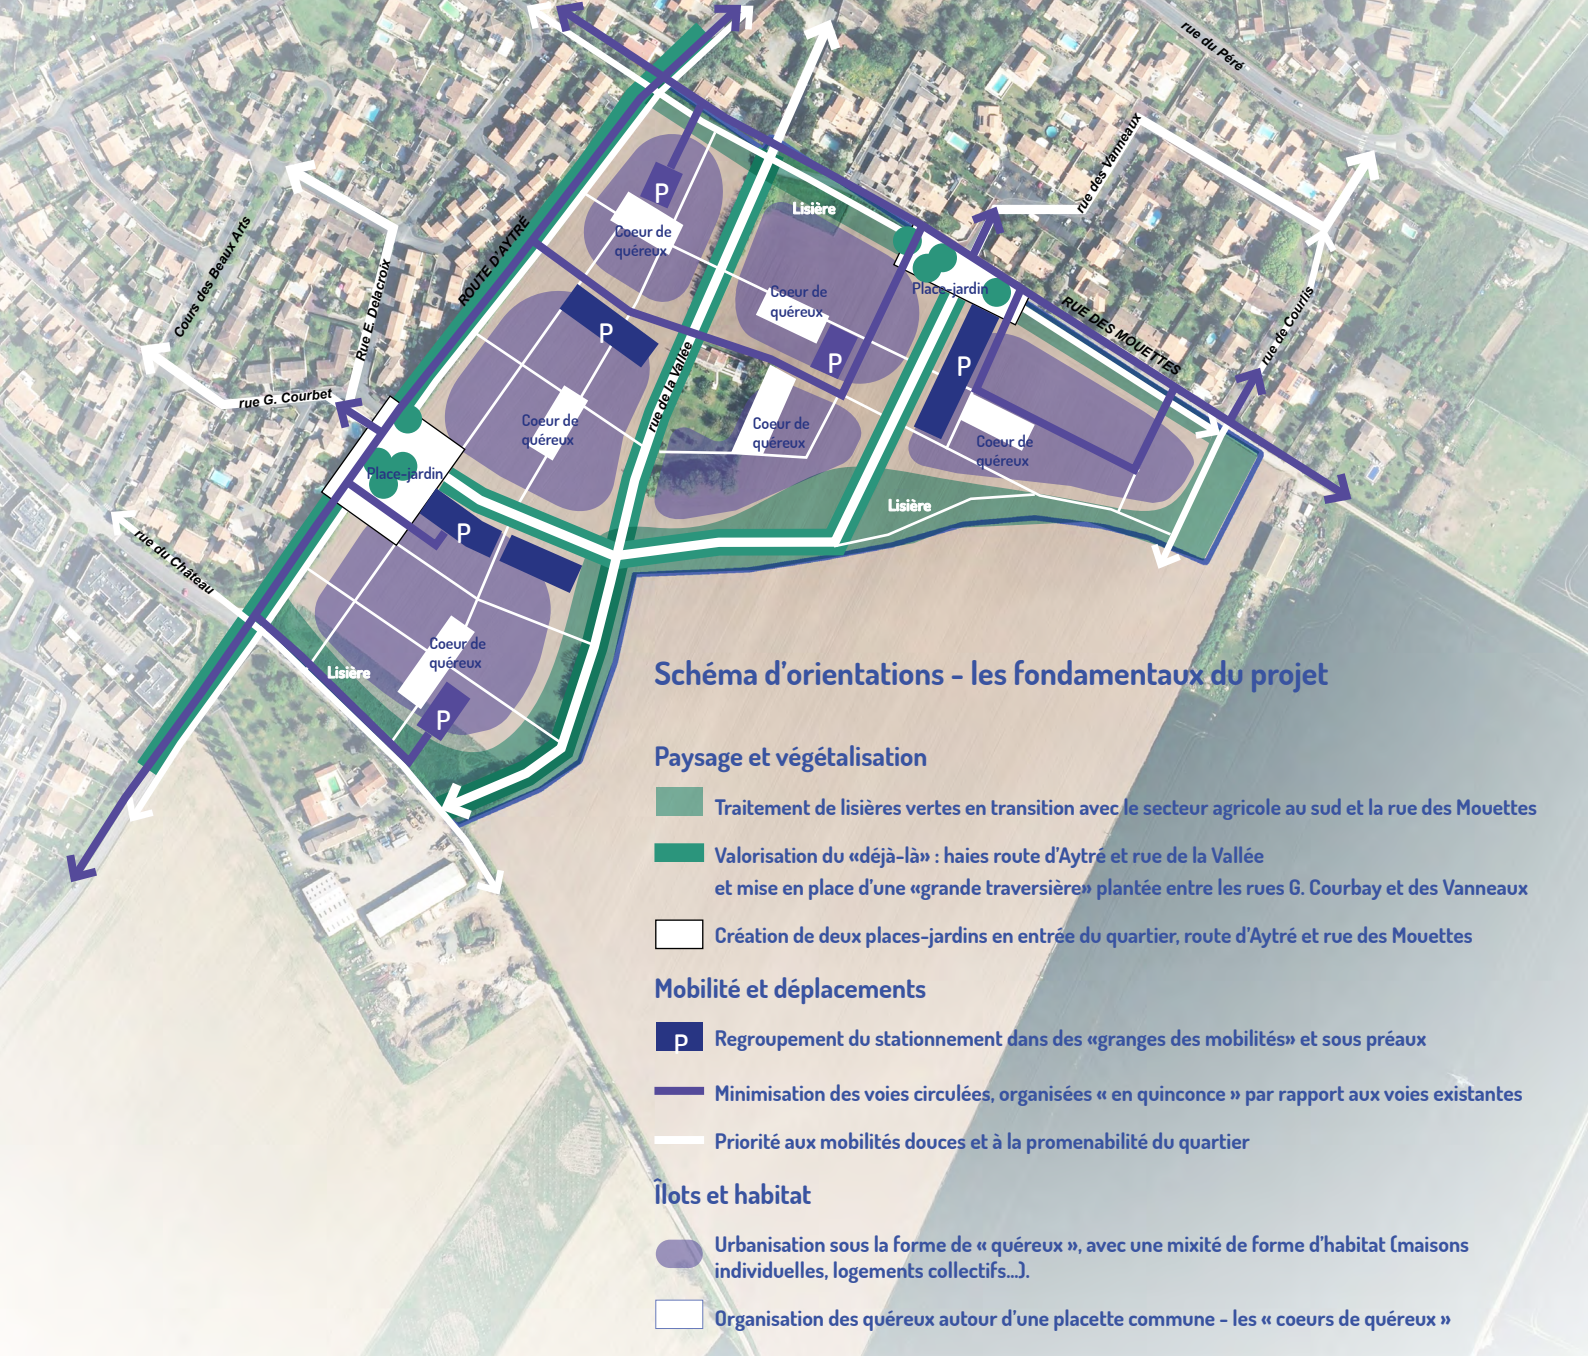 rue du Péré
rue des Vanneaux
Cours des Beaux Arts
ROUTE D'AYTRÉ
Rue E. Delacroix
rue G. Courbet
rue du Château
rue de la Vallée
RUE DES MOUETTES
rue de Courlis
P
Coeur de
quéreux
Lisière
Coeur de
quéreux
Place-jardin
P
P
P
Coeur de
quéreux
Coeur de
quéreux
Coeur de
quéreux
Place-jardin
Lisière
P
Coeur de
quéreux
Lisière
P
Schéma d'orientations - les fondamentaux du projet
Paysage et végétalisation
Traitement de lisières vertes en transition avec le secteur agricole au sud et la rue des Mouettes
Valorisation du «déjà-là» : haies route d'Aytré et rue de la Vallée
et mise en place d'une «grande traversière» plantée entre les rues G. Courbay et des Vanneaux
Création de deux places-jardins en entrée du quartier, route d'Aytré et rue des Mouettes
Mobilité et déplacements
P
Regroupement du stationnement dans des «granges des mobilités» et sous préaux
Minimisation des voies circulées, organisées « en quinconce » par rapport aux voies existantes
Priorité aux mobilités douces et à la promenabilité du quartier
Îlots et habitat
Urbanisation sous la forme de « quéreux », avec une mixité de forme d'habitat (maisons
individuelles, logements collectifs...).
Organisation des quéreux autour d'une placette commune - les « coeurs de quéreux »